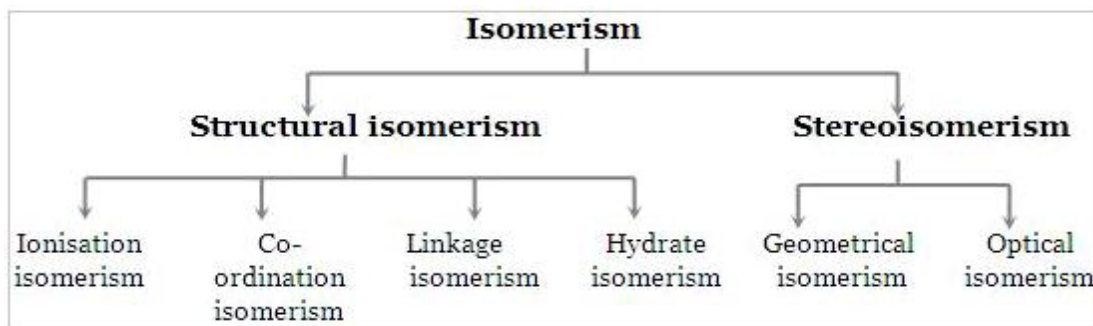 Isomerism
Structural isomerism
Stereoisomerism
Ionisation
isomerism
Co-
ordination
isomerism
Linkage
isomerism
Hydrate
isomerism
Geometrical
isomerism
Optical
isomerism